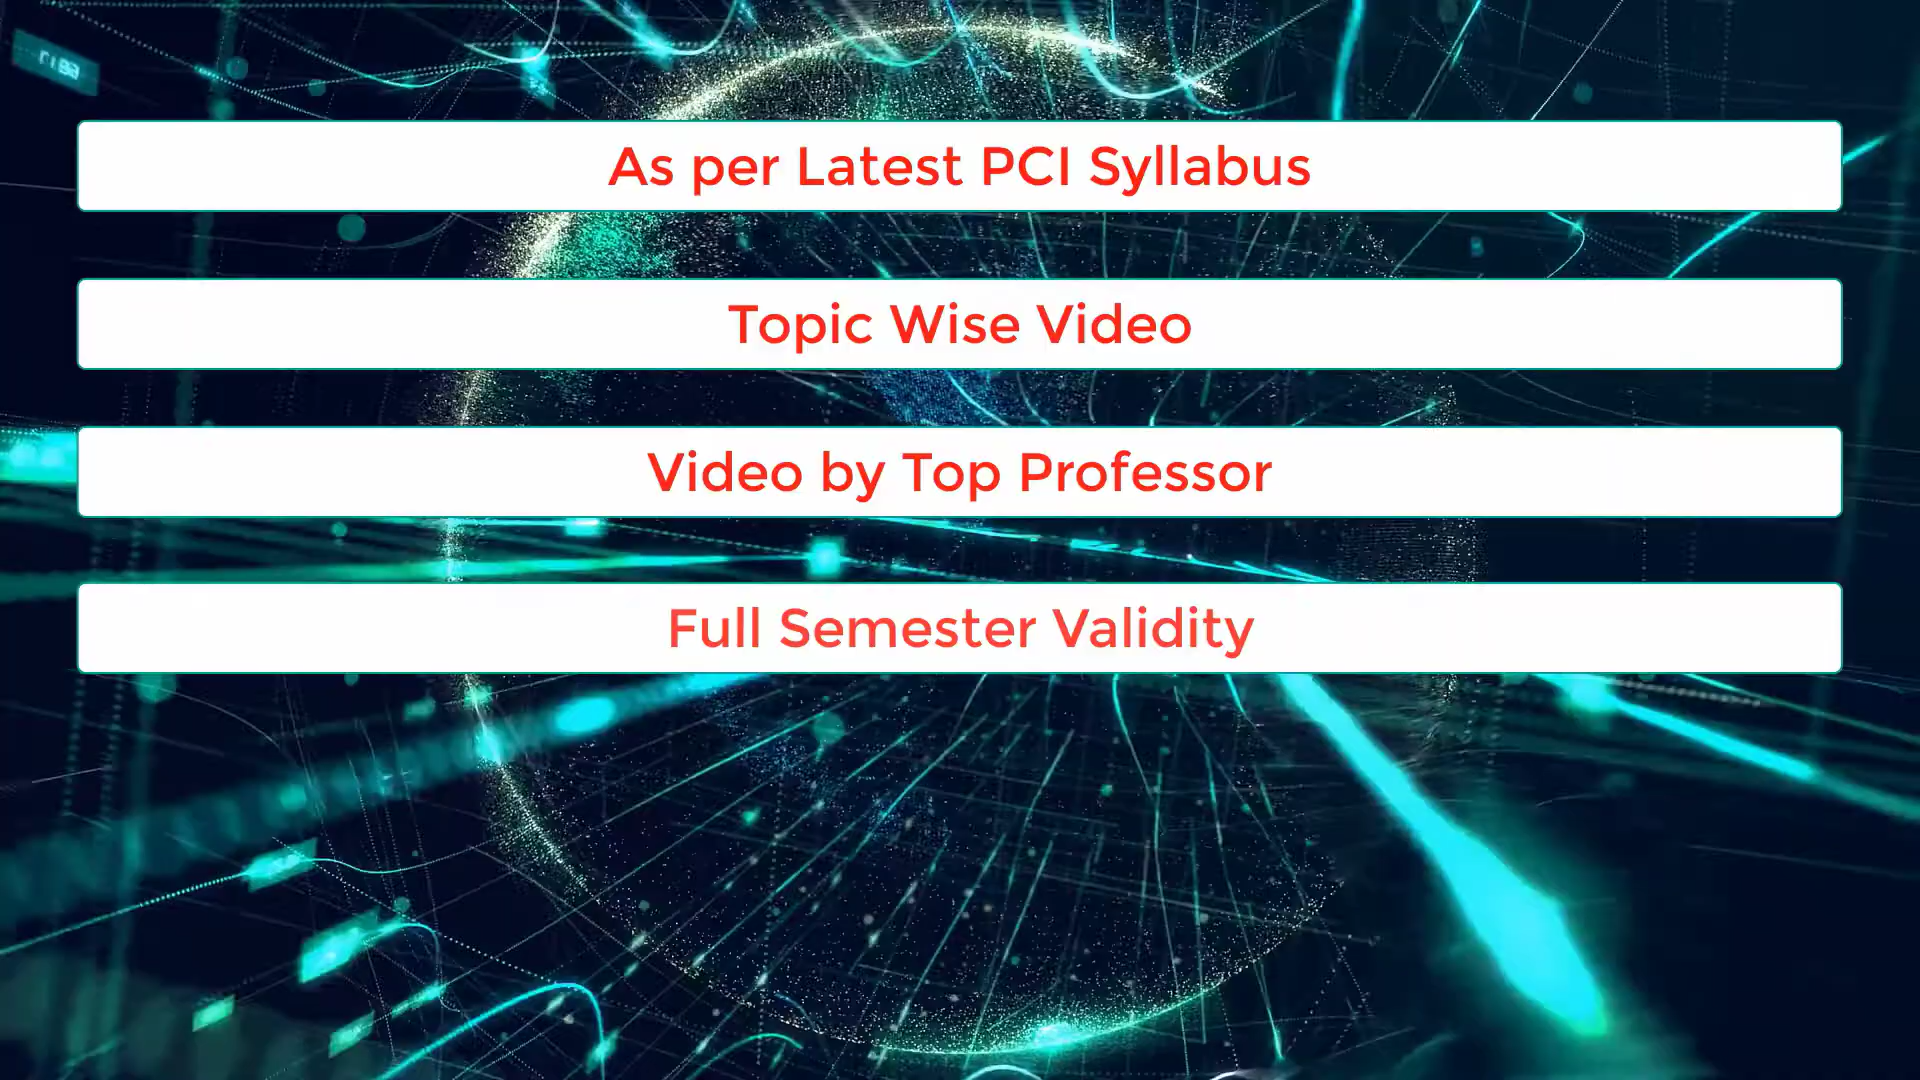 As per Latest PCI Syllabus
Topic Wise Video
Video by Top Professor
Full Semester Validity